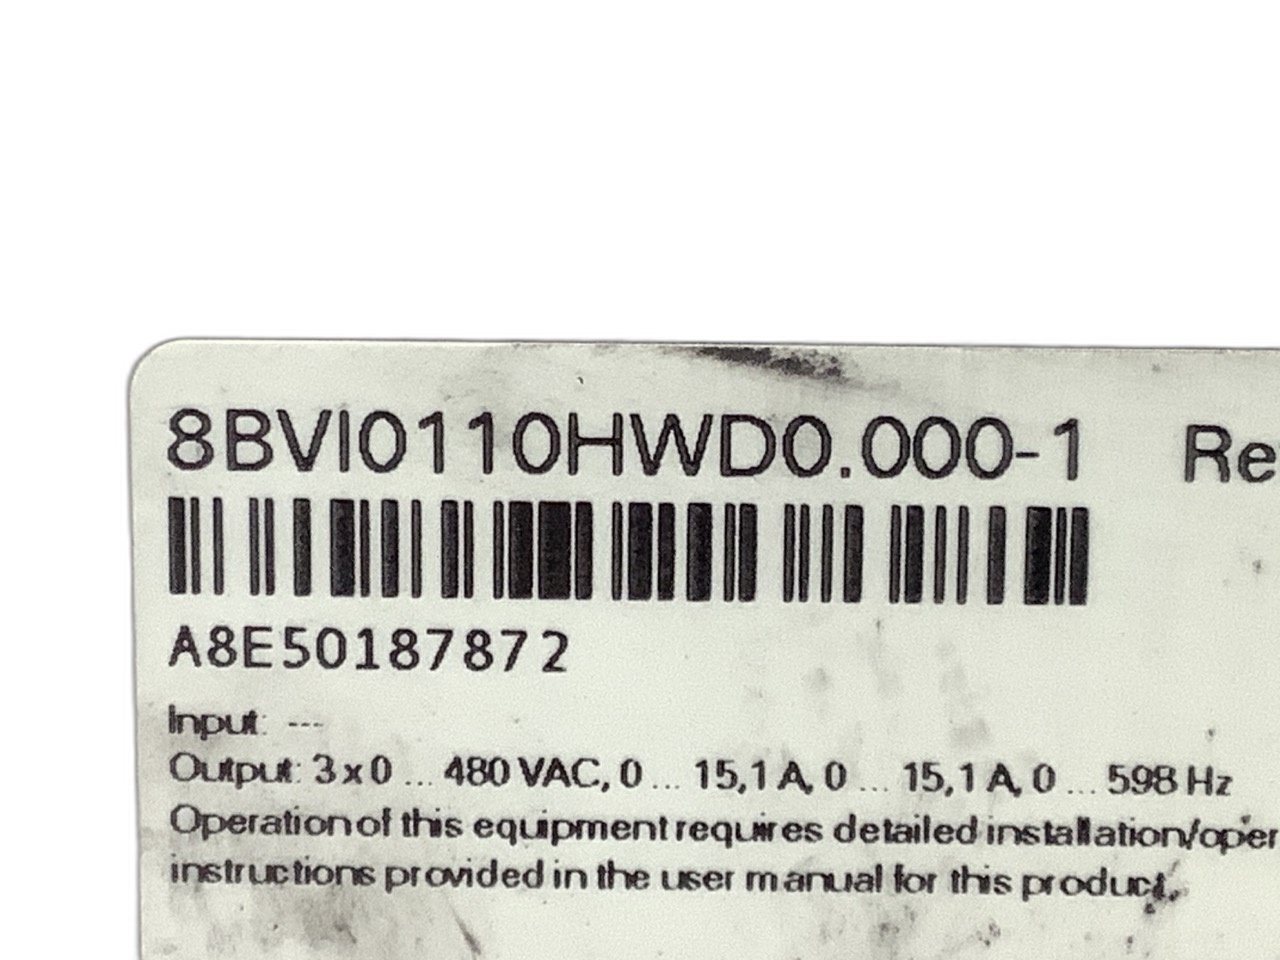 8BVI0110HWD0.000-1 Re
A8E50187872
Input: ---
Output: 3 x 0 ... 480 VAC, 0 ... 15,1 A, 0 ... 15,1 A, 0 ... 598 Hz
Operation of this equipment requires detailed installation/oper
instructions provided in the user manual for this product.